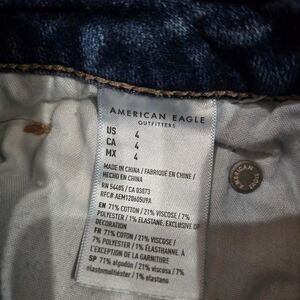 AMERICAN EAGLE
OUTFITTERS
US 4
CA 4
MX 4
MADE IN CHINA / FABRIQUÉ EN CHINE /
HECHO EN CHINA
RN 54485 / CA 03873
RFC# AEM120605U9A
EN 71% COTTON / 21% VISCOSE / 7%
POLYESTER / 1% ELASTANE; EXCLUSIVE OF
DECORATION
FR 71% COTON / 21% VISCOSE /
7% POLYESTER / 1% ÉLASTHANNE. À
L'EXCEPTION DE LA GARNITURE
SP 71% algodón / 21% viscosa / 7%
elastomultiéster / 1% elastano